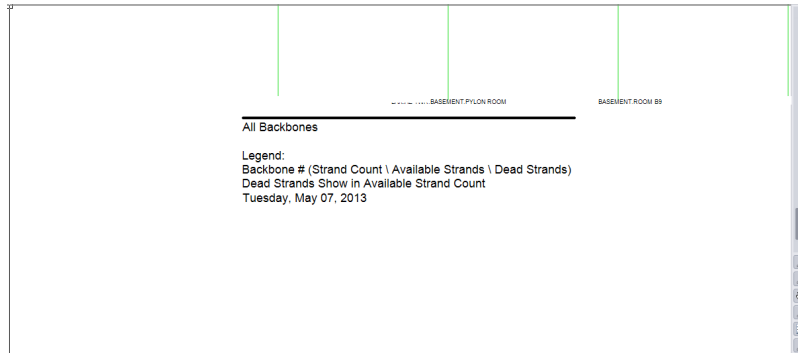 BASEMENT.PYLON ROOM
BASEMENT.ROOM B9
All Backbones
Legend:
Backbone # (Strand Count \ Available Strands \ Dead Strands)
Dead Strands Show in Available Strand Count
Tuesday, May 07, 2013